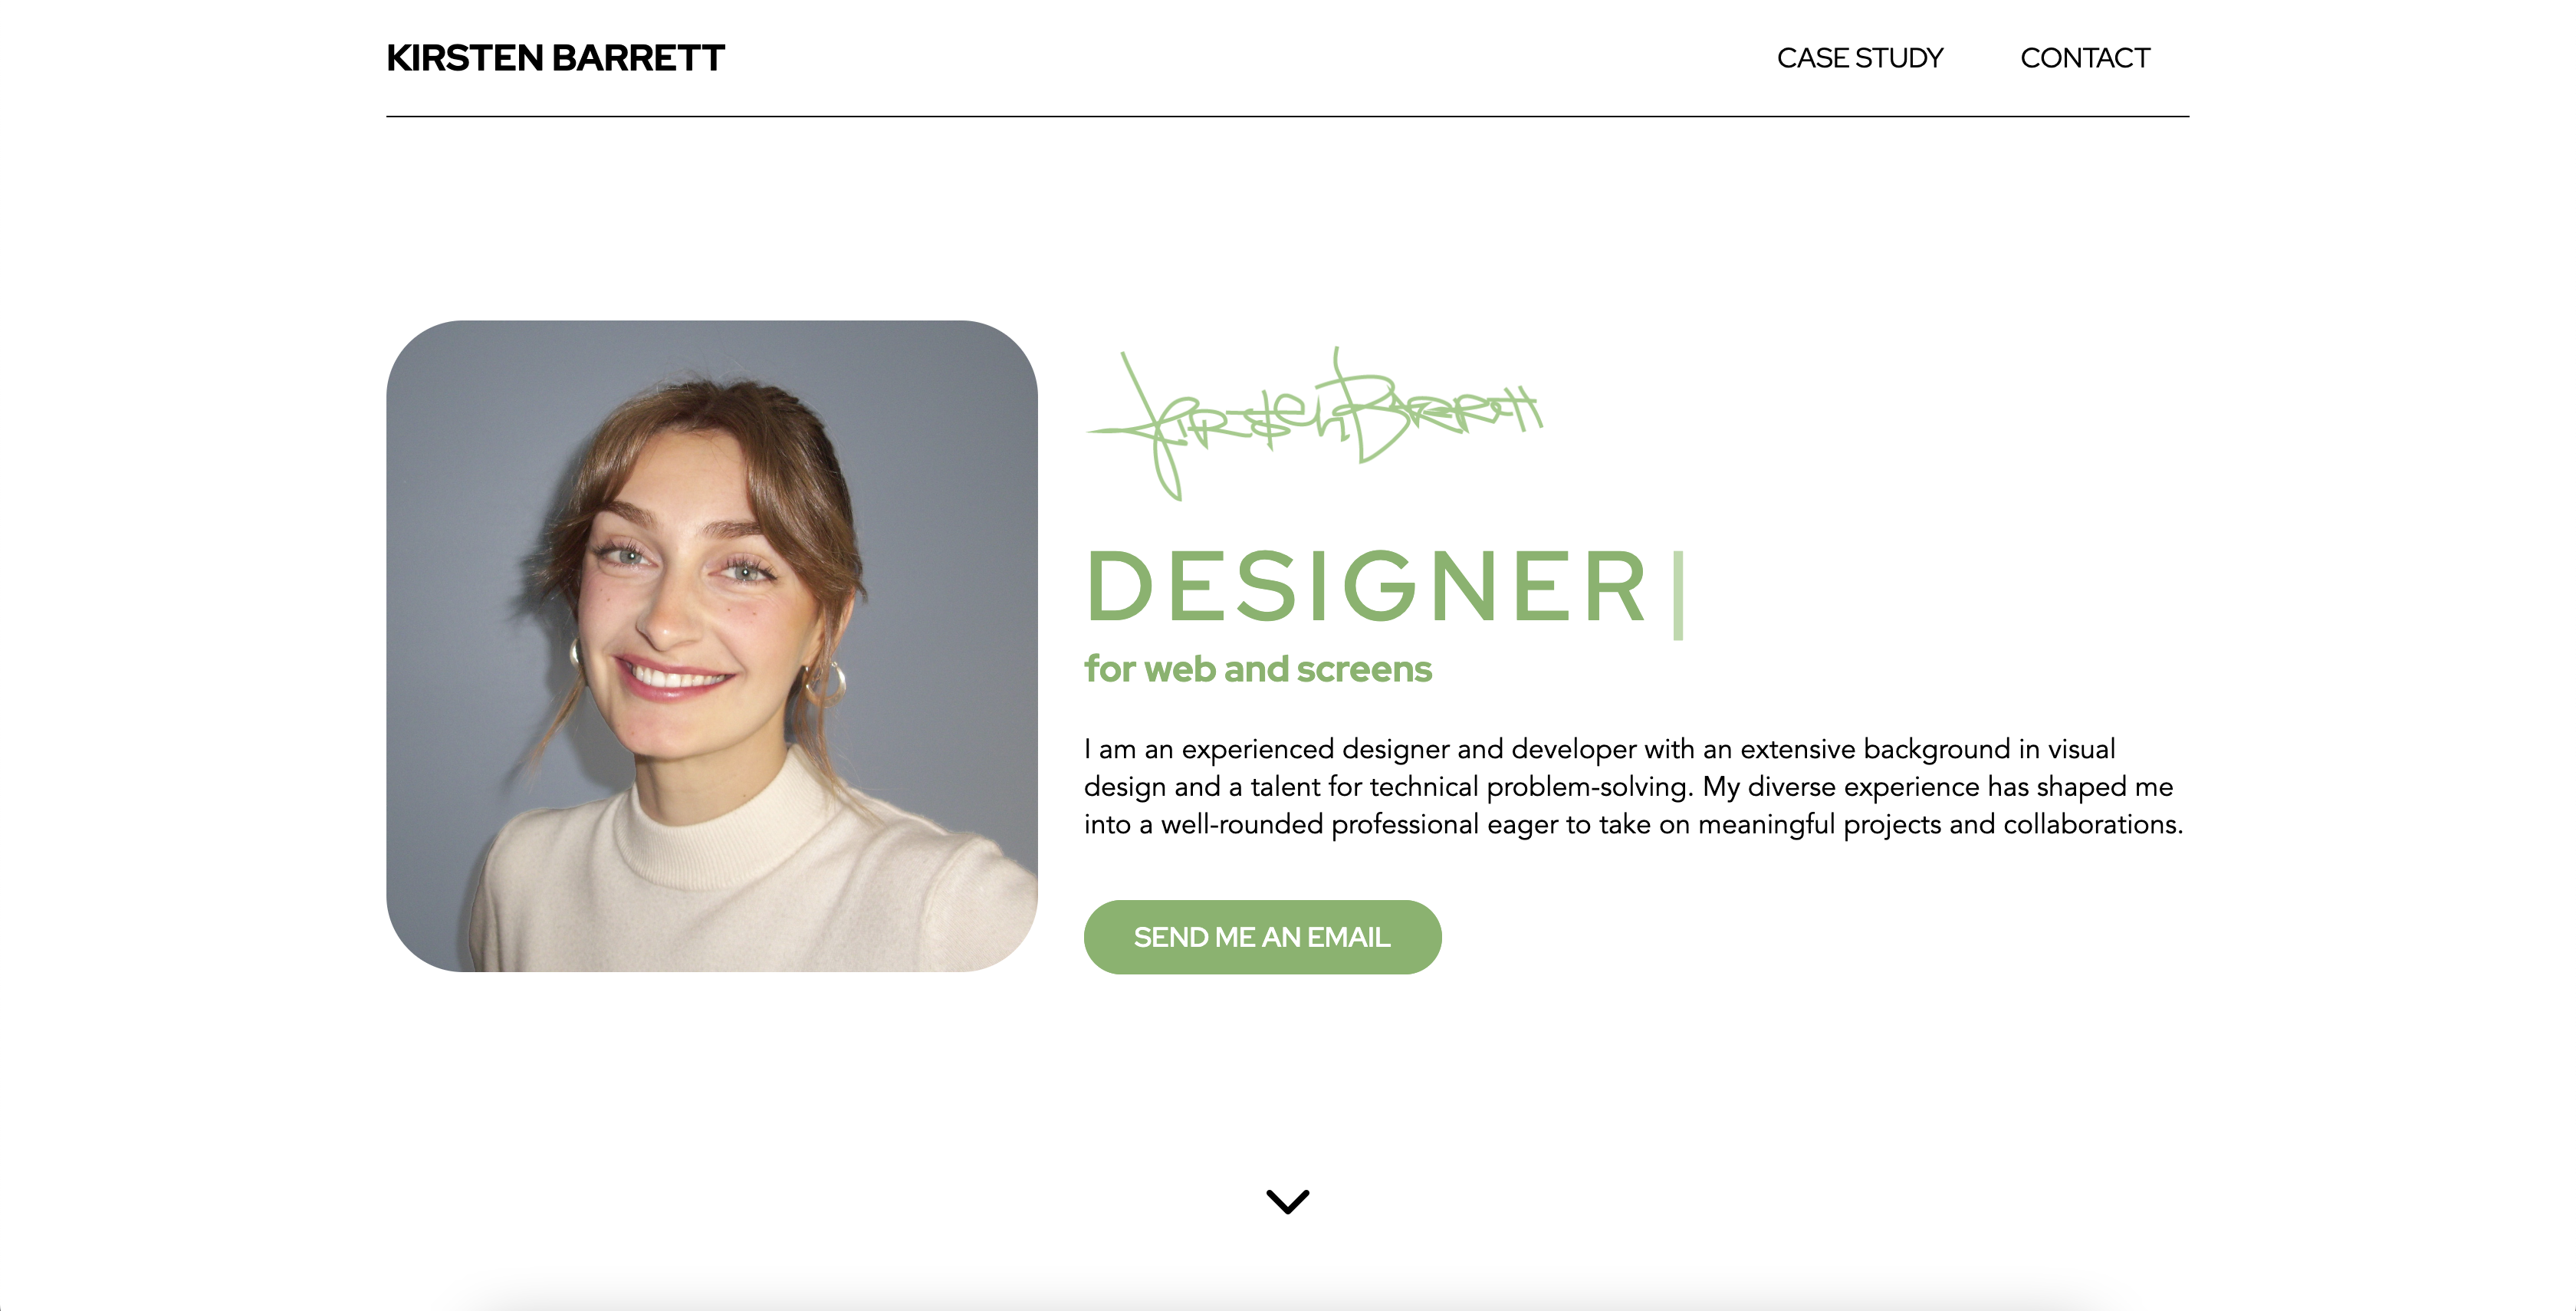 KIRSTEN BARRETT
CASE STUDY
CONTACT
Kirsten Barrett
DESIGNER
for web and screens
I am an experienced designer and developer with an extensive background in visual
design and a talent for technical problem-solving. My diverse experience has shaped me
into a well-rounded professional eager to take on meaningful projects and collaborations.
SEND ME AN EMAIL